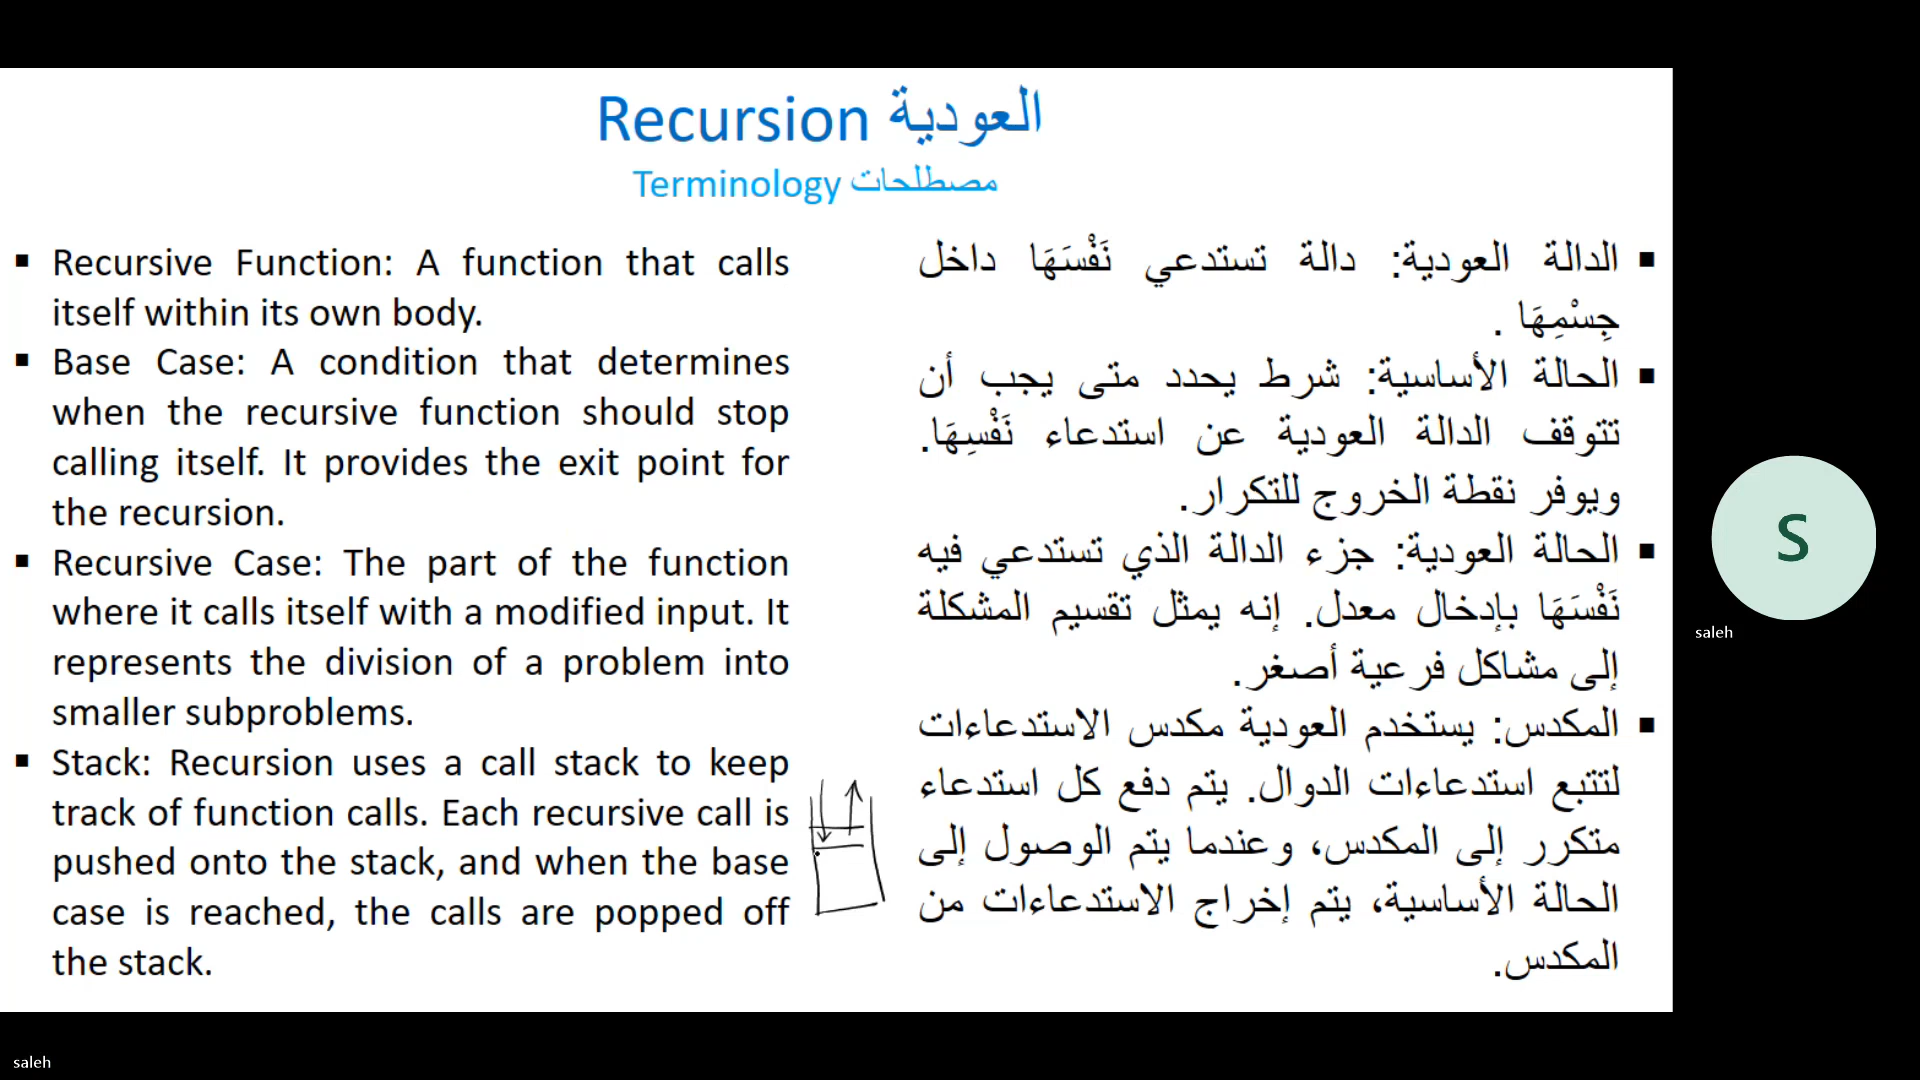 Recursion العودية
Terminology مصطلحات
▪ Recursive Function: A function that calls
itself within its own body.
▪ Base Case: A condition that determines
when the recursive function should stop
calling itself. It provides the exit point for
the recursion.
▪ Recursive Case: The part of the function
where it calls itself with a modified input. It
represents the division of a problem into
smaller subproblems.
▪ Stack: Recursion uses a call stack to keep
track of function calls. Each recursive call is
pushed onto the stack, and when the base
case is reached, the calls are popped off
the stack.
▪ الدالة العودية: دالة تستدعي نَفْسَهَا داخل
جِسْمِهَا .
▪ الحالة الأساسية: شرط يحدد متى يجب أن
تتوقف الدالة العودية عن استدعاء نَفْسِهَا.
ويوفر نقطة الخروج للتكرار.
▪ الحالة العودية: جزء الدالة الذي تستدعي فيه
نَفْسَهَا بإدخال معدل. إنه يمثل تقسيم المشكلة
إلى مشاكل فرعية أصغر.
▪ المكدس: يستخدم العودية مكدس الاستدعاءات
لتتبع استدعاءات الدوال. يتم دفع كل استدعاء
متكرر إلى المكدس، وعندما يتم الوصول إلى
الحالة الأساسية، يتم إخراج الاستدعاءات من
المكدس.
S
saleh
saleh